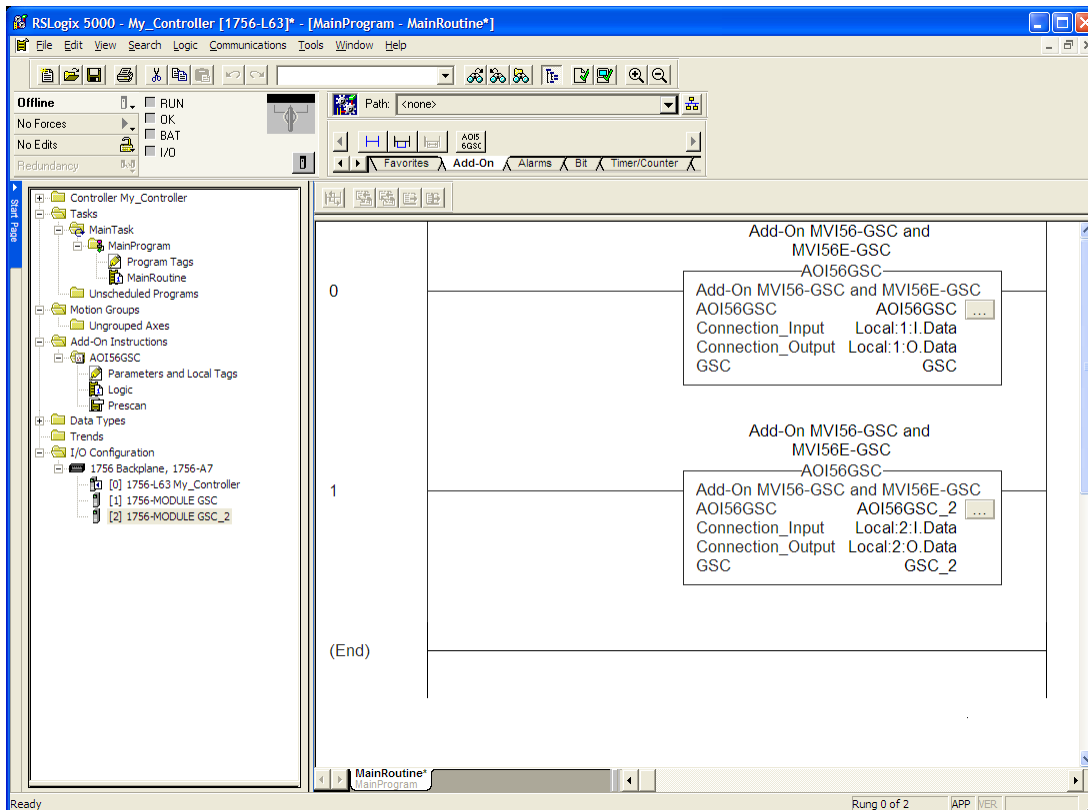 RSLogix 5000 - My_Controller [1756-L63]* - [MainProgram - MainRoutine*]
File Edit View Search Logic Communications Tools Window Help
Offline
No Forces
No Edits
Redundancy
RUN
OK
BAT
I/O
Path: <none>
AOI5
6GSC
Favorites Add-On Alarms Bit Timer/Counter
Start Page
Controller My_Controller
Tasks
MainTask
MainProgram
Program Tags
MainRoutine
Unscheduled Programs
Motion Groups
Ungrouped Axes
Add-On Instructions
AOI56GSC
Parameters and Local Tags
Logic
Prescan
Data Types
Trends
I/O Configuration
1756 Backplane, 1756-A7
[0] 1756-L63 My_Controller
[1] 1756-MODULE GSC
[2] 1756-MODULE GSC_2
0
Add-On MVI56-GSC and
MVI56E-GSC
AOI56GSC
Add-On MVI56-GSC and MVI56E-GSC
AOI56GSC AOI56GSC ...
Connection_Input Local:1:I.Data
Connection_Output Local:1:O.Data
GSC GSC
1
Add-On MVI56-GSC and
MVI56E-GSC
AOI56GSC
Add-On MVI56-GSC and MVI56E-GSC
AOI56GSC AOI56GSC_2 ...
Connection_Input Local:2:I.Data
Connection_Output Local:2:O.Data
GSC GSC_2
(End)
MainRoutine*
MainProgram
Ready
Rung 0 of 2 APP VER